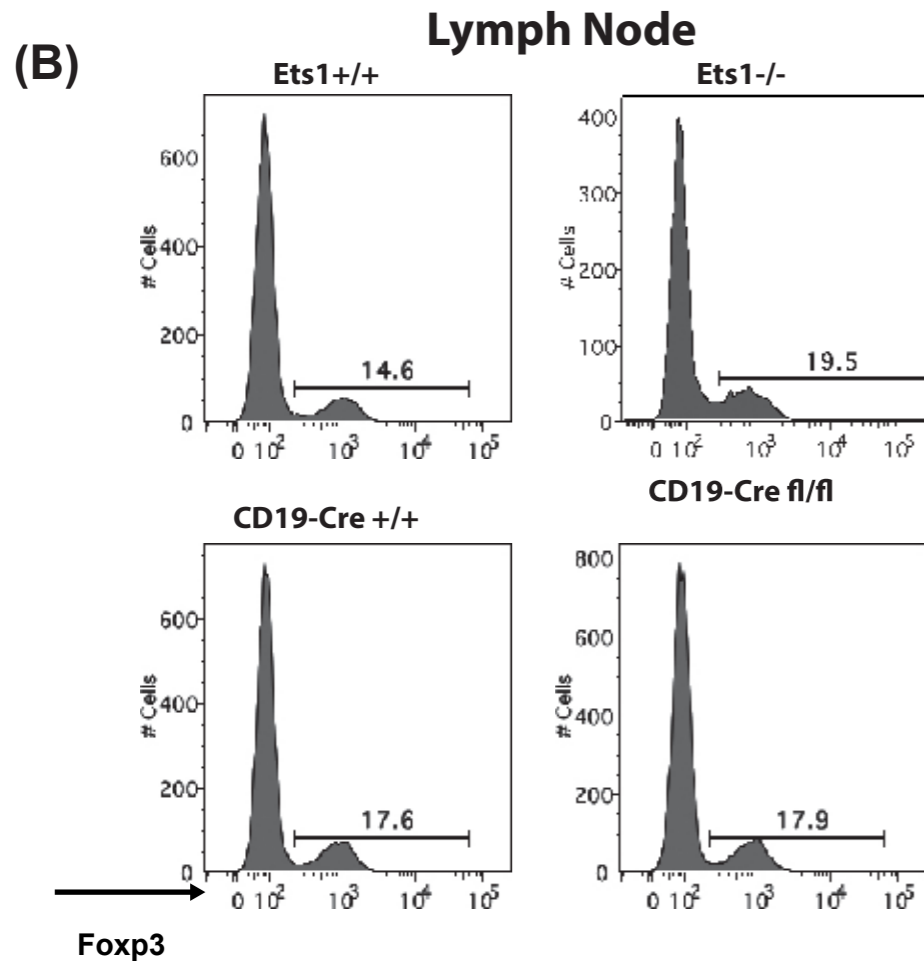 Lymph Node
(B)
Ets1+/+
Ets1-/-
# Cells
600
400
200
0
14.6
0 10² 10³ 10⁴ 10⁵
# Cells
400
300
200
100
0
19.5
0 10² 10³ 10⁴ 10⁵
CD19-Cre +/+
CD19-Cre fl/fl
# Cells
600
400
200
0
17.6
0 10² 10³ 10⁴ 10⁵
# Cells
800
600
400
200
0
17.9
0 10² 10³ 10⁴ 10⁵
Foxp3